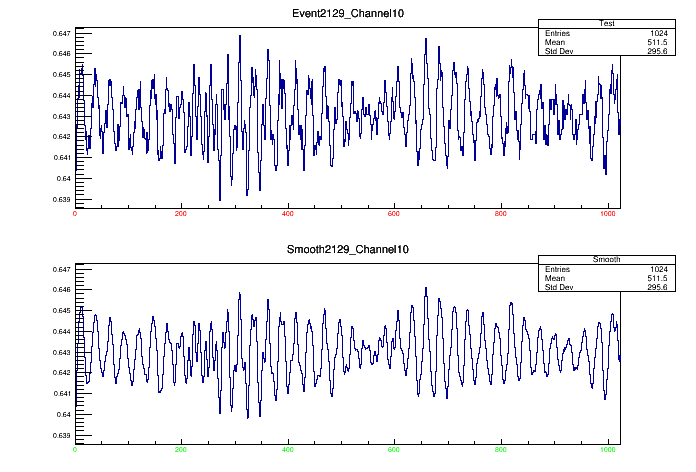 Event2129_Channel10
Test
Entries 1024
Mean 511.5
Std Dev 295.6
0.647
0.646
0.645
0.644
0.643
0.642
0.641
0.64
0.639
0 200 400 600 800 1000
Smooth2129_Channel10
Smooth
Entries 1024
Mean 511.5
Std Dev 295.6
0.647
0.646
0.645
0.644
0.643
0.642
0.641
0.64
0.639
0 200 400 600 800 1000